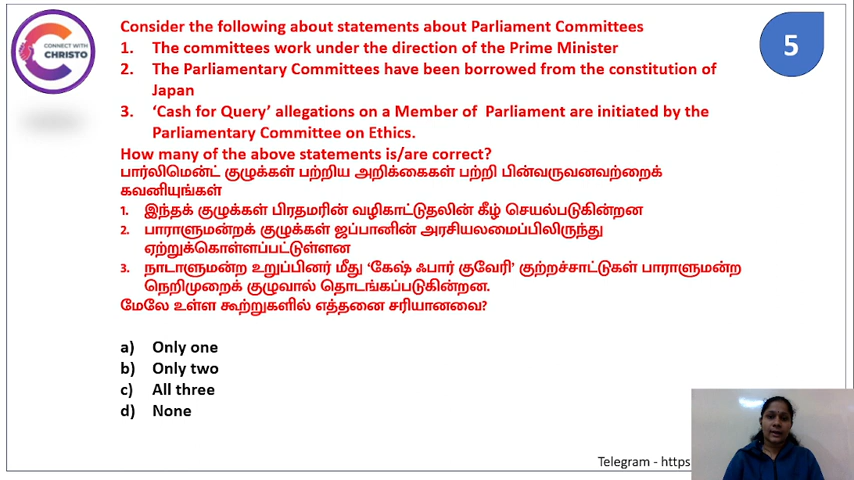 CONNECT WITH
CHRISTO
5
Consider the following about statements about Parliament Committees
1. The committees work under the direction of the Prime Minister
2. The Parliamentary Committees have been borrowed from the constitution of
Japan
3. ‘Cash for Query’ allegations on a Member of Parliament are initiated by the
Parliamentary Committee on Ethics.
How many of the above statements is/are correct?
பார்லிமென்ட் குழுக்கள் பற்றிய அறிக்கைகள் பற்றி பின்வருவனவற்றைக்
கவனியுங்கள்
1. இந்தக் குழுக்கள் பிரதமரின் வழிகாட்டுதலின் கீழ் செயல்படுகின்றன
2. பாராளுமன்றக் குழுக்கள் ஜப்பானின் அரசியலமைப்பிலிருந்து
ஏற்றுக்கொள்ளப்பட்டுள்ளன
3. நாடாளுமன்ற உறுப்பினர் மீது ‘கேஷ் ஃபார் குவேரி’ குற்றச்சாட்டுகள் பாராளுமன்ற
நெறிமுறைக் குழுவால் தொடங்கப்படுகின்றன.
மேலே உள்ள கூற்றுகளில் எத்தனை சரியானவை?
a) Only one
b) Only two
c) All three
d) None
Telegram - https